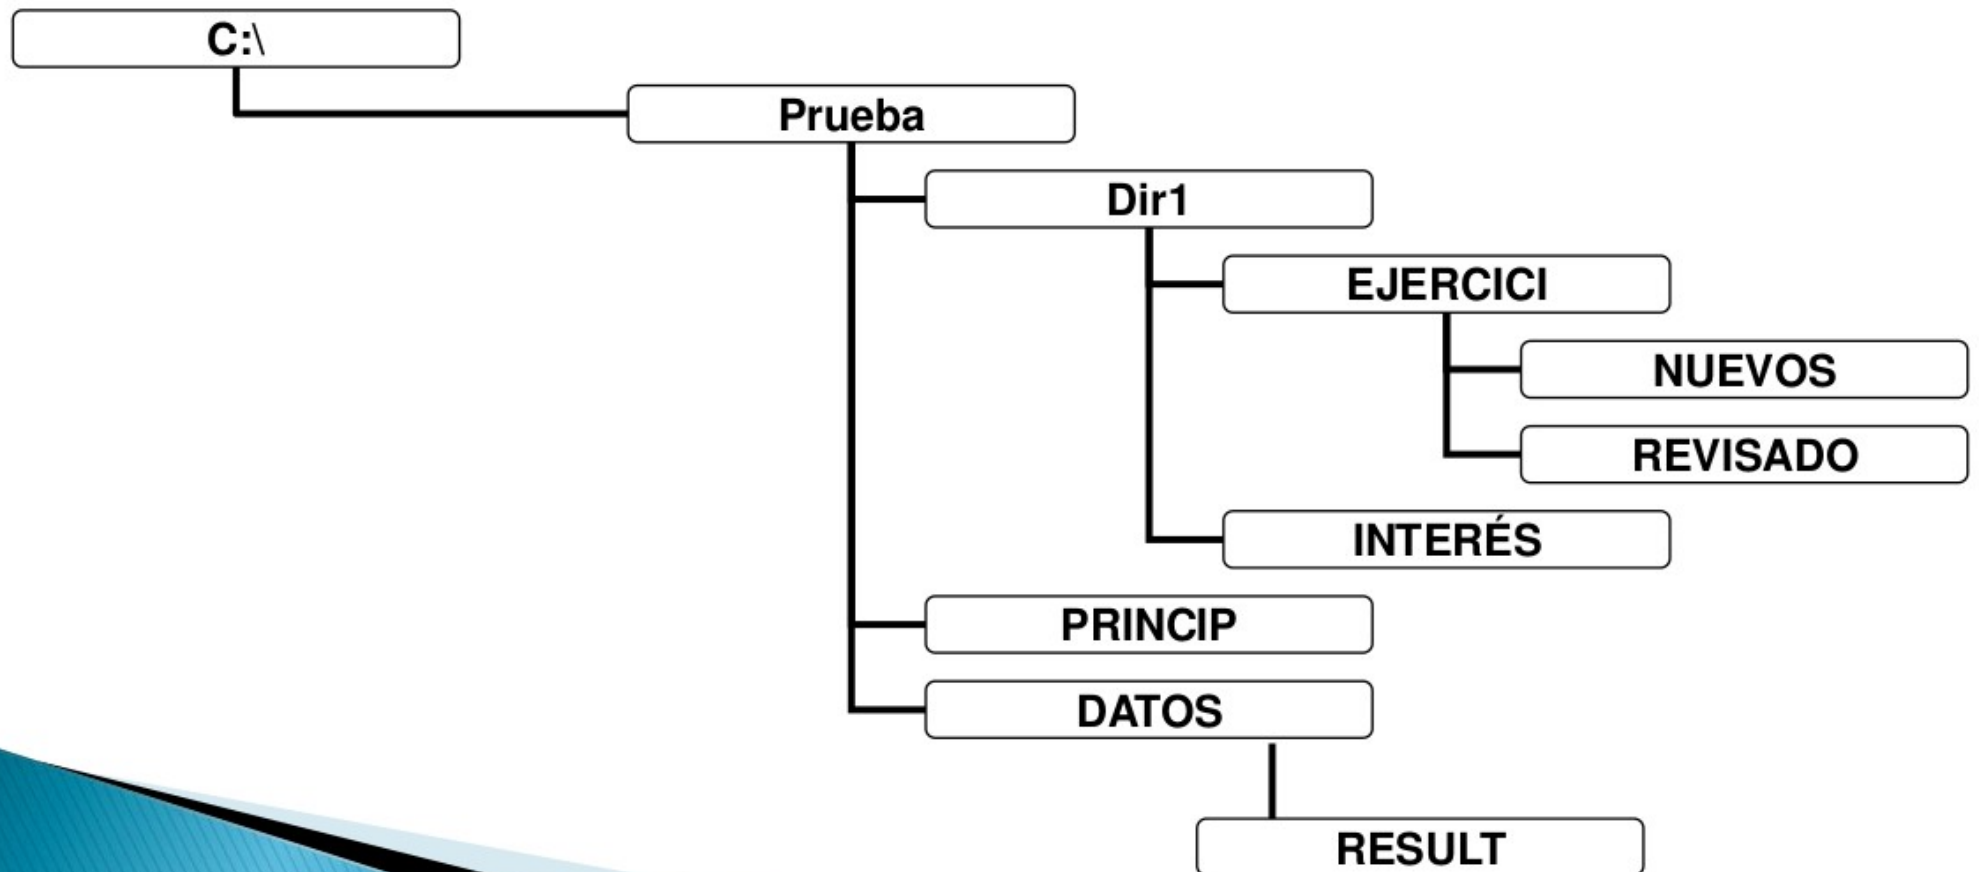 C:\
Prueba
Dir1
EJERCICI
NUEVOS
REVISADO
INTERÉS
PRINCIP
DATOS
RESULT